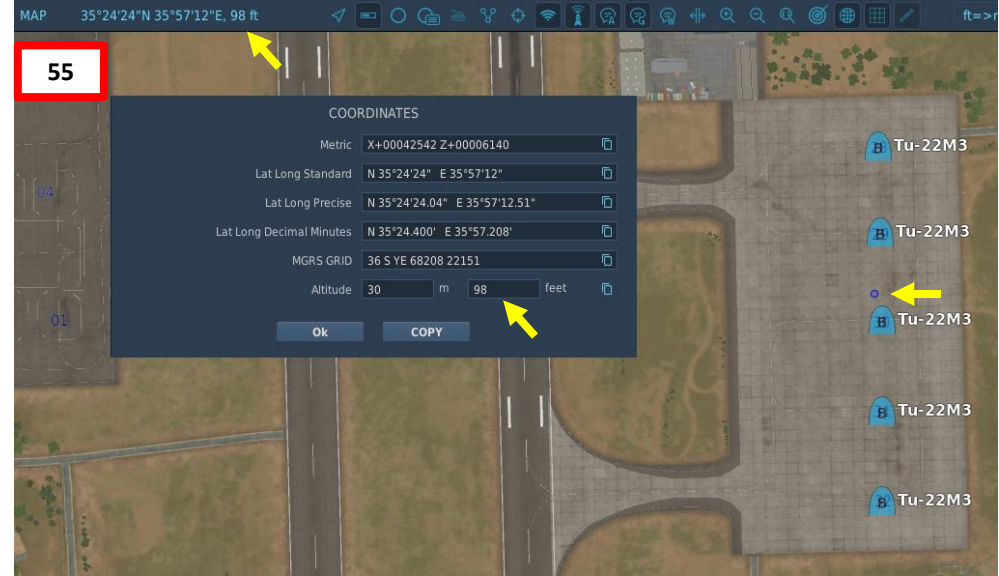 MAP 35°24'24"N 35°57'12"E, 98 ft ft=>
55
COORDINATES
Metric X+00042542 Z+00006140
Lat Long Standard N 35°24'24" E 35°57'12"
Lat Long Precise N 35°24'24.04" E 35°57'12.51"
Lat Long Decimal Minutes N 35°24.400' E 35°57.208'
MGRS GRID 36 S YE 68208 22151
Altitude 30 m 98 feet
Ok COPY
04
01
B Tu-22M3
B Tu-22M3
B Tu-22M3
B Tu-22M3
B Tu-22M3